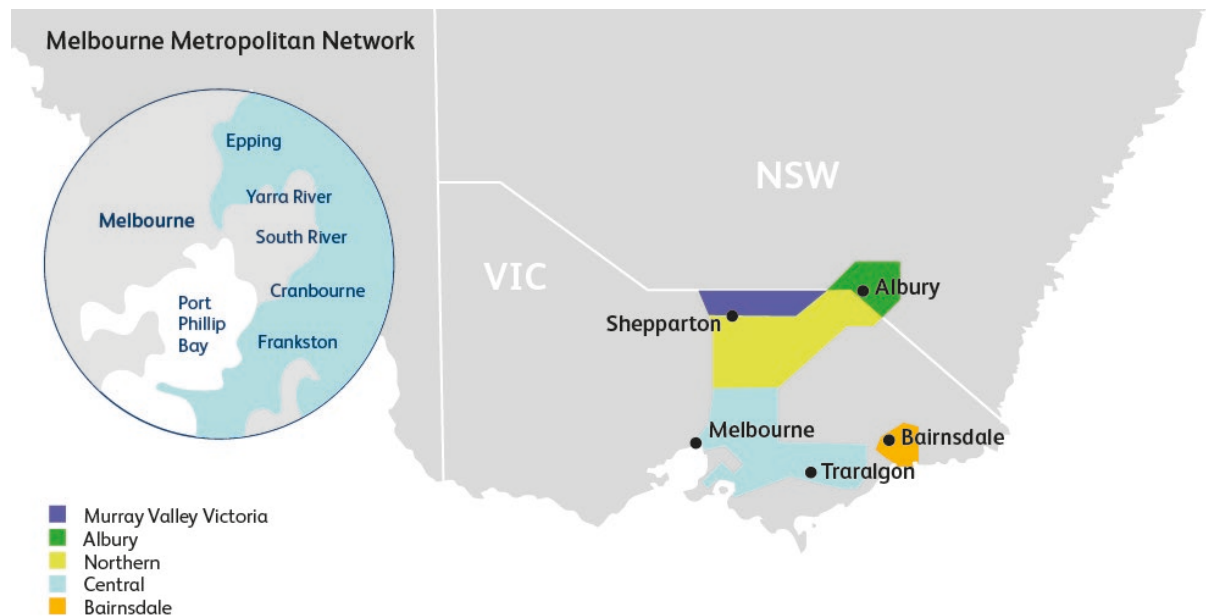 Melbourne Metropolitan Network
Epping
Yarra River
Melbourne
South River
Cranbourne
Port
Phillip
Bay
Frankston
NSW
VIC
Albury
Shepparton
Melbourne
Bairnsdale
Traralgon
Murray Valley Victoria
Albury
Northern
Central
Bairnsdale